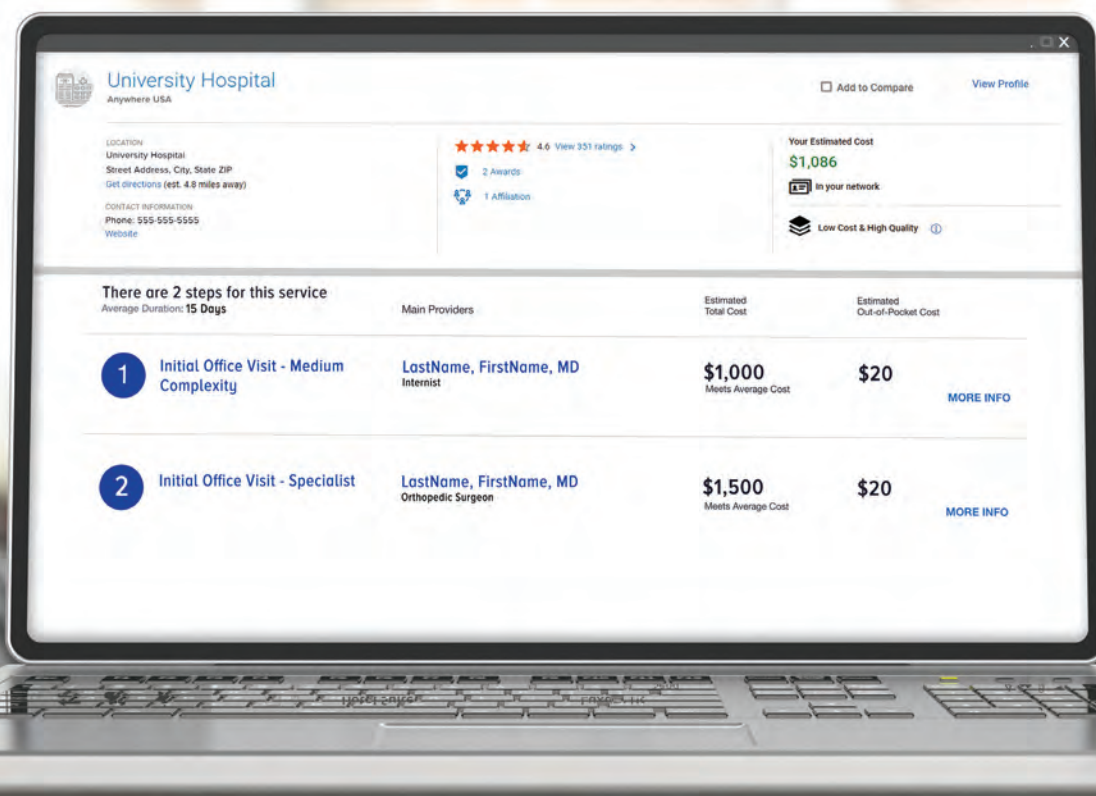 X
University Hospital
Anywhere USA
Add to Compare
View Profile
LOCATION
University Hospital
Street Address, City, State ZIP
Get directions (est. 4.8 miles away)
CONTACT INFORMATION
Phone: 555-555-5555
Website
4.6 View 351 ratings >
2 Awards
1 Affiliation
Your Estimated Cost
$1,086
In your network
Low Cost & High Quality
There are 2 steps for this service
Average Duration: 15 Days
Main Providers
Estimated
Total Cost
Estimated
Out-of-Pocket Cost
1
Initial Office Visit - Medium
Complexity
LastName, FirstName, MD
Internist
$1,000
Meets Average Cost
$20
MORE INFO
2
Initial Office Visit - Specialist
LastName, FirstName, MD
Orthopedic Surgeon
$1,500
Meets Average Cost
$20
MORE INFO